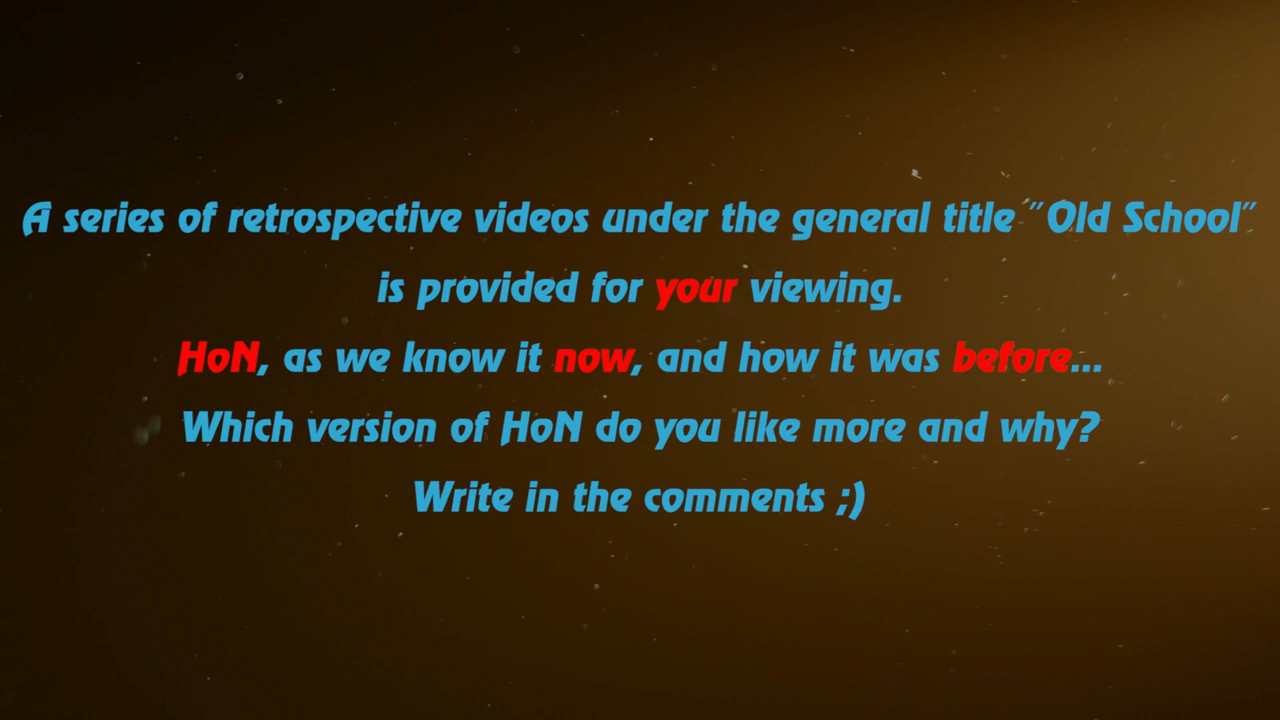 A series of retrospective videos under the general title "Old School"
is provided for your viewing.
HoN, as we know it now, and how it was before...
Which version of HoN do you like more and why?
Write in the comments ;)